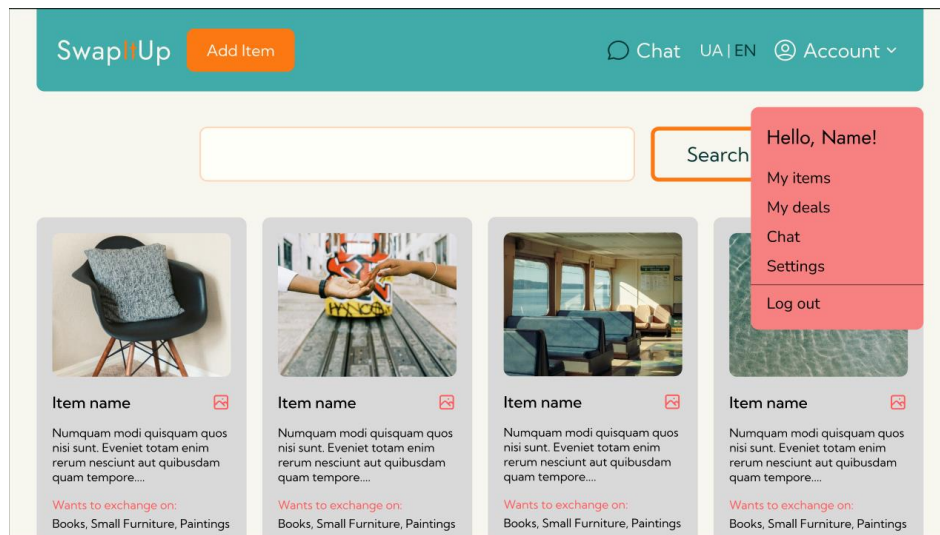 SwapItUp Add Item Chat UA | EN Account
Search
Hello, Name!
My items
My deals
Chat
Settings
Log out
Item name
Numquam modi quisquam quos
nisi sunt. Eveniet totam enim
rerum nesciunt aut quibusdam
quam tempore....
Wants to exchange on:
Books, Small Furniture, Paintings
Item name
Numquam modi quisquam quos
nisi sunt. Eveniet totam enim
rerum nesciunt aut quibusdam
quam tempore....
Wants to exchange on:
Books, Small Furniture, Paintings
Item name
Numquam modi quisquam quos
nisi sunt. Eveniet totam enim
rerum nesciunt aut quibusdam
quam tempore....
Wants to exchange on:
Books, Small Furniture, Paintings
Item name
Numquam modi quisquam quos
nisi sunt. Eveniet totam enim
rerum nesciunt aut quibusdam
quam tempore....
Wants to exchange on:
Books, Small Furniture, Paintings